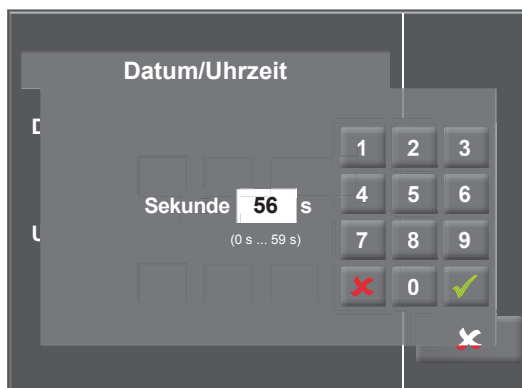 Datum/Uhrzeit
D
1 2 3
Sekunde 56 s
4 5 6
(0 s ... 59 s)
7 8 9
U
0